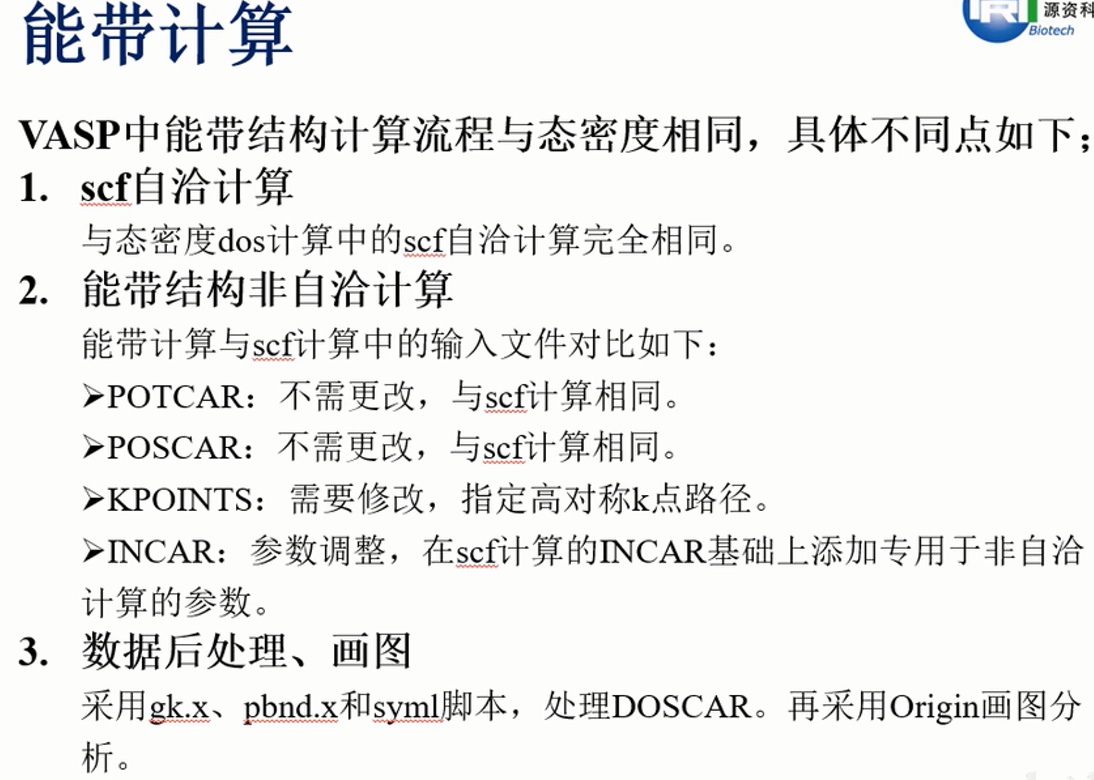 能带计算
源资科
Biotech
VASP中能带结构计算流程与态密度相同，具体不同点如下；
1. scf自洽计算
与态密度dos计算中的scf自洽计算完全相同。
2. 能带结构非自洽计算
能带计算与scf计算中的输入文件对比如下：
➢POTCAR：不需更改，与scf计算相同。
➢POSCAR：不需更改，与scf计算相同。
➢KPOINTS：需要修改，指定高对称k点路径。
➢INCAR：参数调整，在scf计算的INCAR基础上添加专用于非自洽
计算的参数。
3. 数据后处理、画图
采用gk.x、pbnd.x和syml脚本，处理DOSCAR。再采用Origin画图分
析。